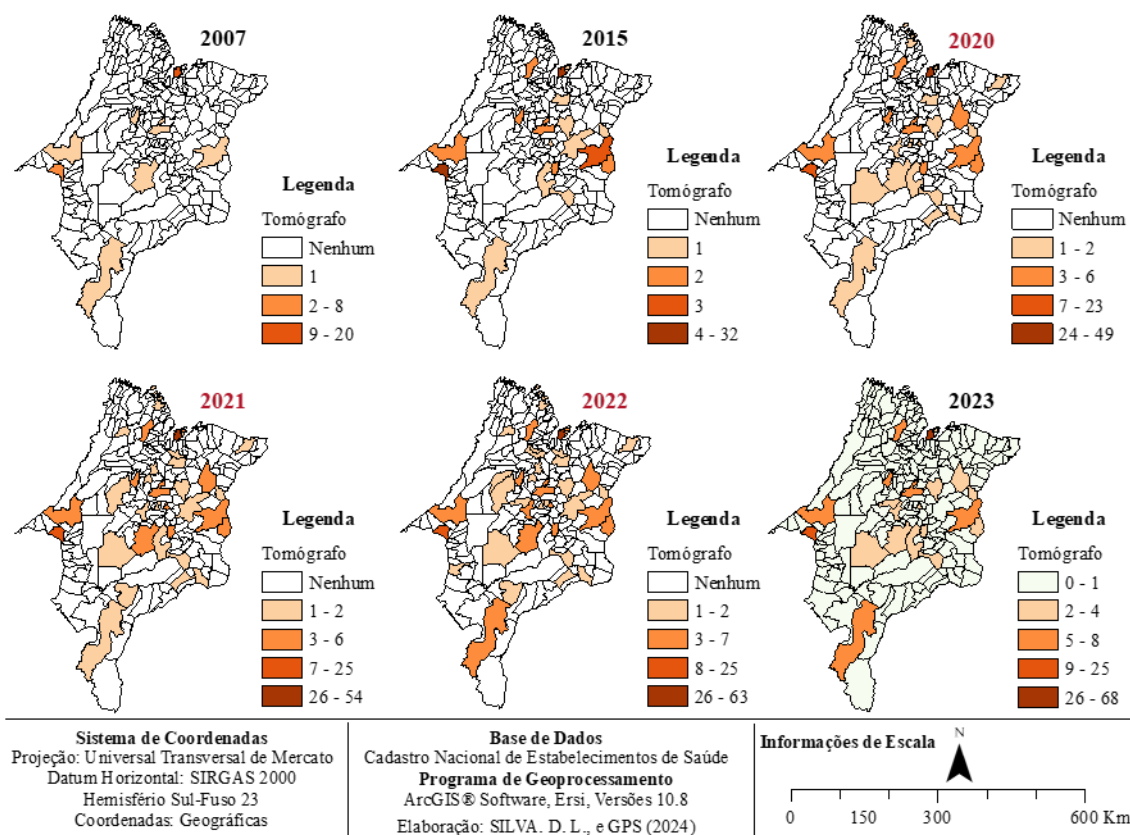 2007
Legenda
Tomógrafo
Nenhum
1
2 - 8
9 - 20
2015
Legenda
Tomógrafo
Nenhum
1
2
3
4 - 32
2020
Legenda
Tomógrafo
Nenhum
1 - 2
3 - 6
7 - 23
24 - 49
2021
Legenda
Tomógrafo
Nenhum
1 - 2
3 - 6
7 - 25
26 - 54
2022
Legenda
Tomógrafo
Nenhum
1 - 2
3 - 7
8 - 25
26 - 63
2023
Legenda
Tomógrafo
0 - 1
2 - 4
5 - 8
9 - 25
26 - 68
Sistema de Coordenadas
Projeção: Universal Transversal de Mercato
Datum Horizontal: SIRGAS 2000
Hemisfério Sul-Fuso 23
Coordenadas: Geográficas
Base de Dados
Cadastro Nacional de Estabelecimentos de Saúde
Programa de Geoprocessamento
ArcGIS® Software, Ersi, Versões 10.8
Elaboração: SILVA. D. L., e GPS (2024)
Informações de Escala
N
0 150 300 600 Km